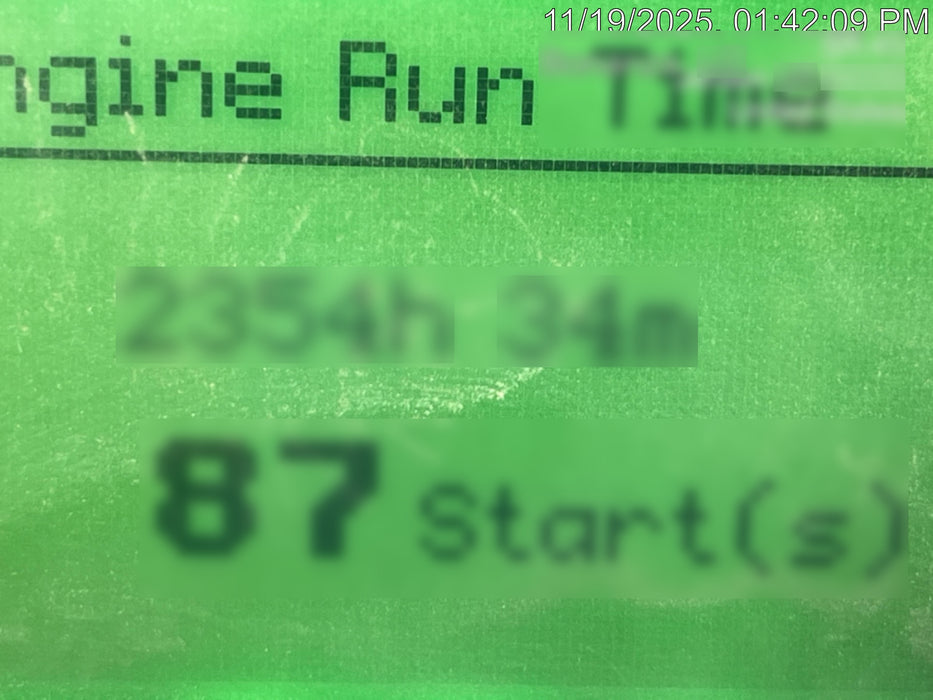 11/19/2025, 01:42:09 PM
ngine Run Time
2354h 34m
87 Start(s)